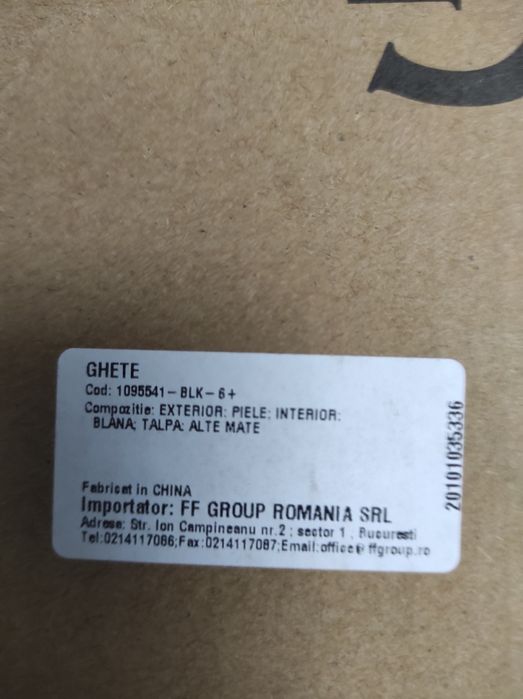 GHETE
Cod: 1095541-BLK-6+
Compozitie: EXTERIOR: PIELE; INTERIOR:
BLANA; TALPA: ALTE MATE
Fabricat in CHINA
Importator: FF GROUP ROMANIA SRL
Adresa: Str. Ion Campineanu nr.2 ; sector 1 , Bucuresti
Tel:0214117086;Fax:0214117087;Email:office@ffgroup.ro
20101035336